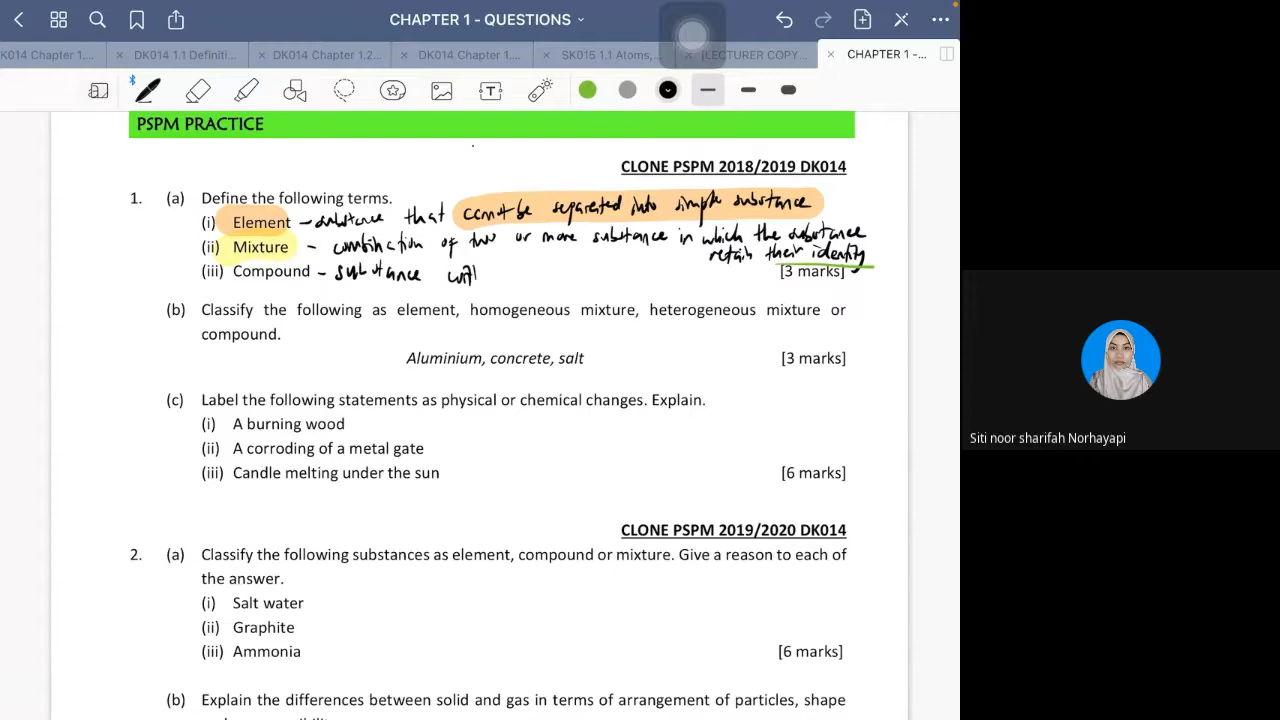 CHAPTER 1 - QUESTIONS
DK014 Chapter 1....
DK014 1.1 Definiti...
DK014 Chapter 1.2...
DK014 Chapter 1....
SK015 1.1 Atoms,
[LECTURER COPY...
CHAPTER 1 -...
PSPM PRACTICE
CLONE PSPM 2018/2019 DK014
1. (a) Define the following terms.
(i) Element - substance that cannot be separated into simple substance
(ii) Mixture - combination of two or more substance in which the substance
retain their identity
(iii) Compound - substance with [3 marks]
(b) Classify the following as element, homogeneous mixture, heterogeneous mixture or
compound.
Aluminium, concrete, salt [3 marks]
(c) Label the following statements as physical or chemical changes. Explain.
(i) A burning wood
(ii) A corroding of a metal gate
(iii) Candle melting under the sun [6 marks]
CLONE PSPM 2019/2020 DK014
2. (a) Classify the following substances as element, compound or mixture. Give a reason to each of
the answer.
(i) Salt water
(ii) Graphite
(iii) Ammonia [6 marks]
(b) Explain the differences between solid and gas in terms of arrangement of particles, shape
Siti noor sharifah Norhayapi